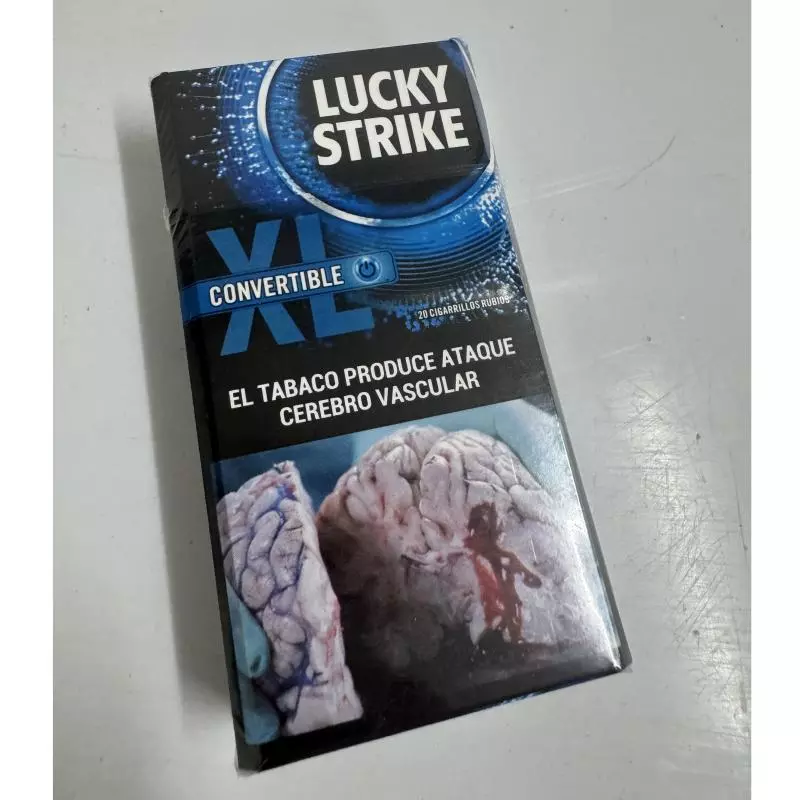 LUCKY
STRIKE
XL
CONVERTIBLE
20 CIGARRILLOS RUBIOS
EL TABACO PRODUCE ATAQUE
CEREBRO VASCULAR